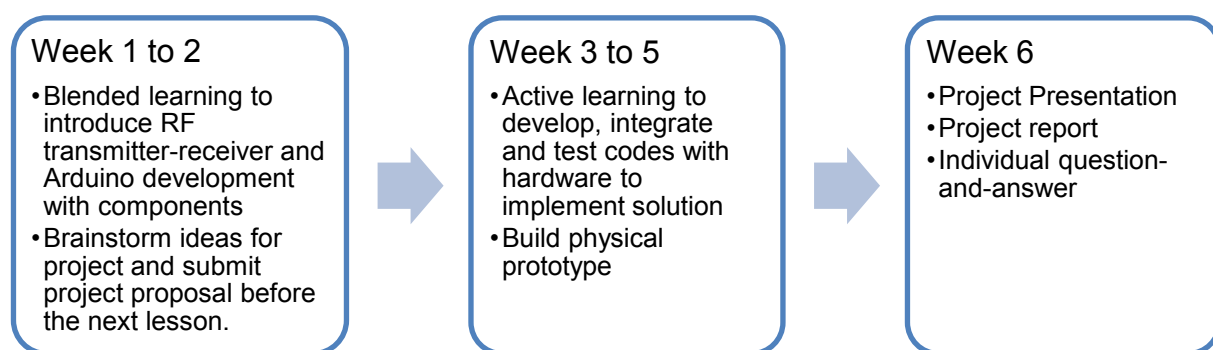 Week 1 to 2
•Blended learning to
introduce RF
transmitter-receiver and
Arduino development
with components
•Brainstorm ideas for
project and submit
project proposal before
the next lesson.
Week 3 to 5
•Active learning to
develop, integrate
and test codes with
hardware to
implement solution
•Build physical
prototype
Week 6
•Project Presentation
•Project report
•Individual question-
and-answer